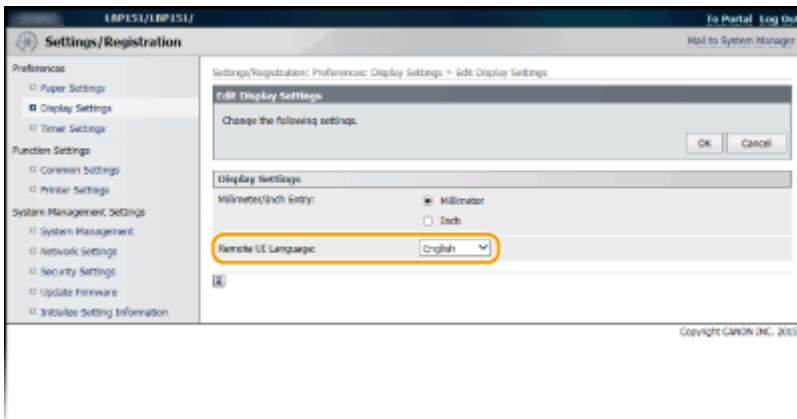 LBP151/LBP151/
To Portal Log Out
Settings/Registration
Mail to System Manager
Preferences
Paper Settings
Display Settings
Timer Settings
Function Settings
Common Settings
Printer Settings
System Management Settings
System Management
Network Settings
Security Settings
Update Firmware
Initialize Setting Information
Settings/Registration: Preferences: Display Settings > Edit Display Settings
Edit Display Settings
Change the following settings.
OK Cancel
Display Settings
Millimeter/Inch Entry: Millimeter
Inch
Remote UI Language: English
Copyright CANON INC. 2015